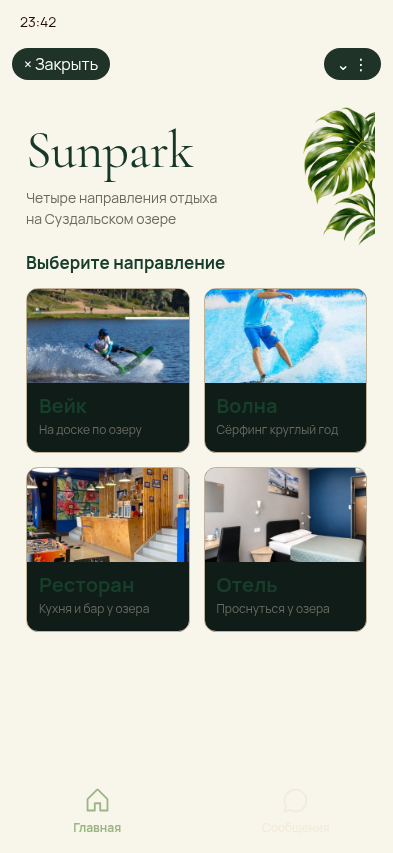 23:42
× Закрыть
Sunpark
Четыре направления отдыха
на Суздальском озере
Выберите направление
Вейк
На доске по озеру
Волна
Сёрфинг круглый год
Ресторан
Кухня и бар у озера
Отель
Проснуться у озера
Главная
Сообщения